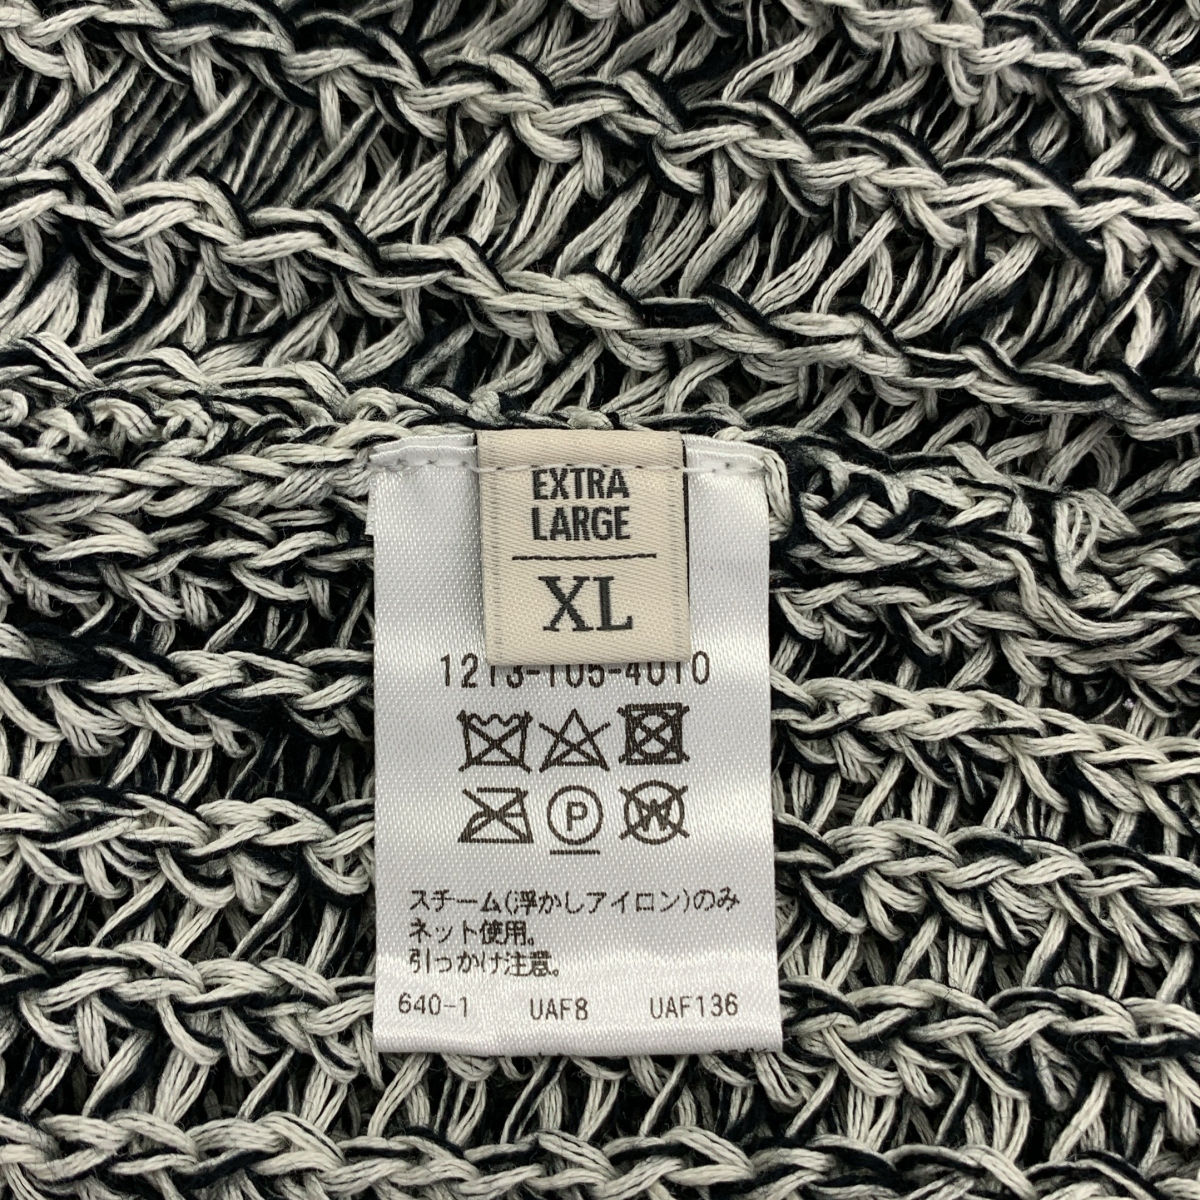 EXTRA
LARGE
XL
1213-105-4010
P
W
スチーム(浮かしアイロン)のみ
ネット使用。
引っかけ注意。
640-1 UAF8 UAF136